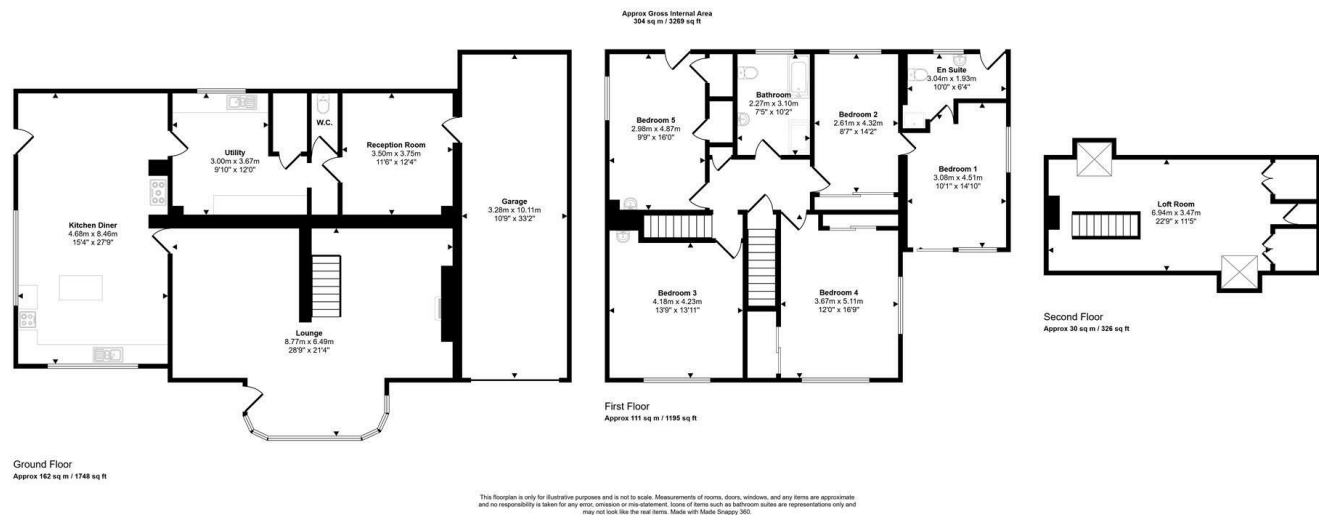 Approx Gross Internal Area
304 sq m / 3269 sq ft
Kitchen Diner
4.68m x 8.46m
15'4" x 27'9"
Utility
3.00m x 3.67m
9'10" x 12'0"
W.C.
Reception Room
3.50m x 3.75m
11'6" x 12'4"
Garage
3.28m x 10.11m
10'9" x 33'2"
Lounge
8.77m x 6.49m
28'9" x 21'4"
Ground Floor
Approx 162 sq m / 1748 sq ft
Bedroom 5
2.98m x 4.87m
9'9" x 16'0"
Bathroom
2.27m x 3.10m
7'5" x 10'2"
Bedroom 2
2.61m x 4.32m
8'7" x 14'2"
En Suite
3.04m x 1.93m
10'0" x 6'4"
Bedroom 1
3.08m x 4.51m
10'1" x 14'10"
Bedroom 3
4.18m x 4.23m
13'9" x 13'11"
Bedroom 4
3.67m x 5.11m
12'0" x 16'9"
First Floor
Approx 111 sq m / 1195 sq ft
Loft Room
6.94m x 3.47m
22'9" x 11'5"
Second Floor
Approx 30 sq m / 326 sq ft
This floorplan is only for illustrative purposes and is not to scale. Measurements of rooms, doors, windows, and any items are approximate
and no responsibility is taken for any error, omission or mis-statement. Icons of items such as bathroom suites are representations only and
may not look like the real items. Made with Made Snappy 360.